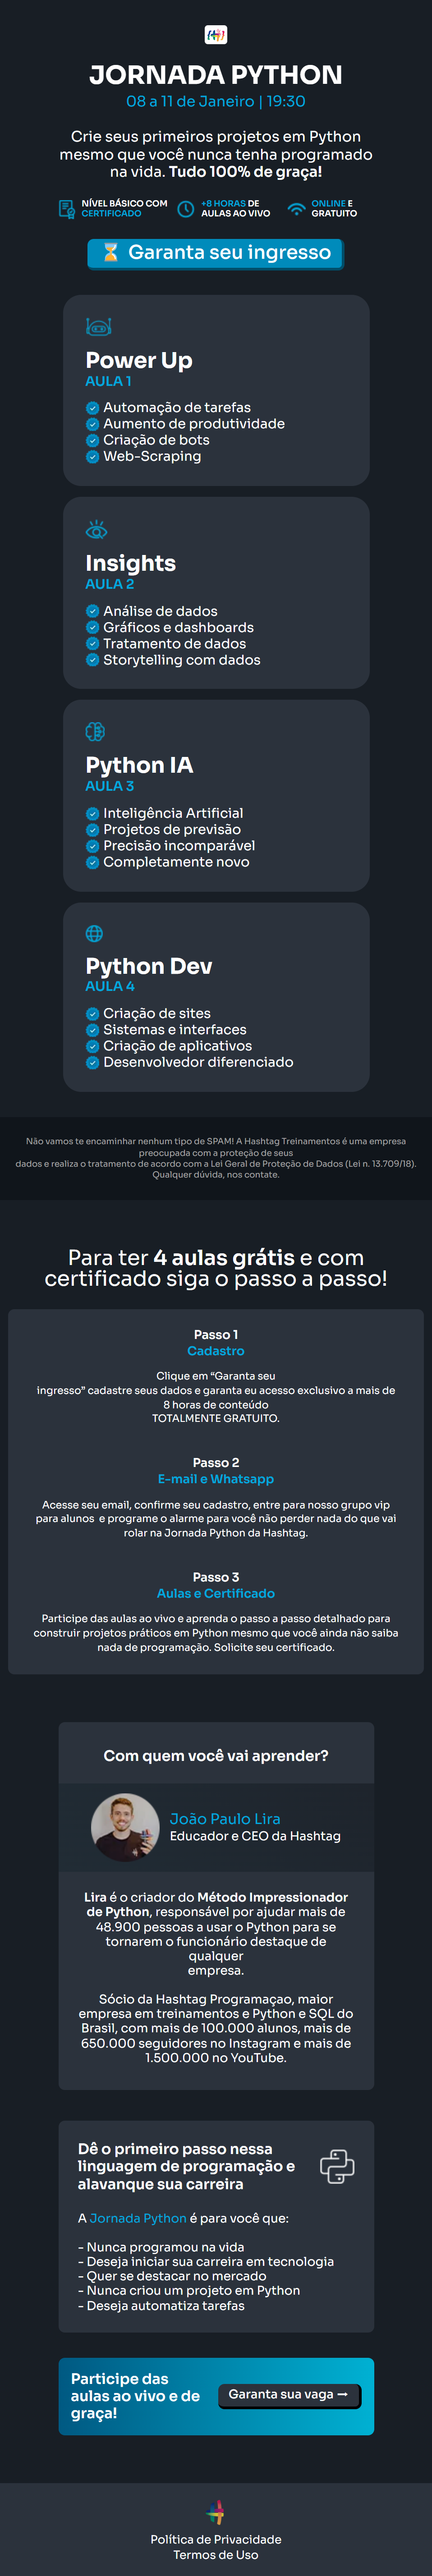 JORNADA PYTHON
08 a 11 de Janeiro | 19:30
Crie seus primeiros projetos em Python
mesmo que você nunca tenha programado
na vida. Tudo 100% de graça!
NÍVEL BÁSICO COM
CERTIFICADO
+8 HORAS DE
AULAS AO VIVO
ONLINE E
GRATUITO
Garanta seu ingresso
Power Up
AULA 1
Automação de tarefas
Aumento de produtividade
Criação de bots
Web-Scraping
Insights
AULA 2
Análise de dados
Gráficos e dashboards
Tratamento de dados
Storytelling com dados
Python IA
AULA 3
Inteligência Artificial
Projetos de previsão
Precisão incomparável
Completamente novo
Python Dev
AULA 4
Criação de sites
Sistemas e interfaces
Criação de aplicativos
Desenvolvedor diferenciado
Não vamos te encaminhar nenhum tipo de SPAM! A Hashtag Treinamentos é uma empresa
preocupada com a proteção de seus
dados e realiza o tratamento de acordo com a Lei Geral de Proteção de Dados (Lei n. 13.709/18).
Qualquer dúvida, nos contate.
Para ter 4 aulas grátis e com
certificado siga o passo a passo!
Passo 1
Cadastro
Clique em “Garanta seu
ingresso” cadastre seus dados e garanta eu acesso exclusivo a mais de
8 horas de conteúdo
TOTALMENTE GRATUITO.
Passo 2
E-mail e Whatsapp
Acesse seu email, confirme seu cadastro, entre para nosso grupo vip
para alunos e programe o alarme para você não perder nada do que vai
rolar na Jornada Python da Hashtag.
Passo 3
Aulas e Certificado
Participe das aulas ao vivo e aprenda o passo a passo detalhado para
construir projetos práticos em Python mesmo que você ainda não saiba
nada de programação. Solicite seu certificado.
Com quem você vai aprender?
João Paulo Lira
Educador e CEO da Hashtag
Lira é o criador do Método Impressionador
de Python, responsável por ajudar mais de
48.900 pessoas a usar o Python para se
tornarem o funcionário destaque de
qualquer
empresa.
Sócio da Hashtag Programaçao, maior
empresa em treinamentos e Python e SQL do
Brasil, com mais de 100.000 alunos, mais de
650.000 seguidores no Instagram e mais de
1.500.000 no YouTube.
Dê o primeiro passo nessa
linguagem de programação e
alavanque sua carreira
A Jornada Python é para você que:
- Nunca programou na vida
- Deseja iniciar sua carreira em tecnologia
- Quer se destacar no mercado
- Nunca criou um projeto em Python
- Deseja automatiza tarefas
Participe das
aulas ao vivo e de
graça!
Garanta sua vaga →
Política de Privacidade
Termos de Uso